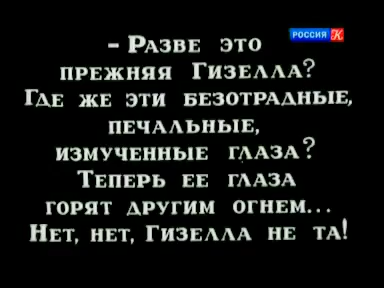 РОССИЯ К
– РАЗВЕ ЭТО
ПРЕЖНЯЯ ГИЗЕЛЛА?
ГДЕ ЖЕ ЭТИ БЕЗОТРАДНЫЕ,
ПЕЧАЛЬНЫЕ,
ИЗМУЧЕННЫЕ ГЛАЗА?
ТЕПЕРЬ ЕЕ ГЛАЗА
ГОРЯТ ДРУГИМ ОГНЕМ...
НЕТ, НЕТ, ГИЗЕЛЛА НЕ ТА!